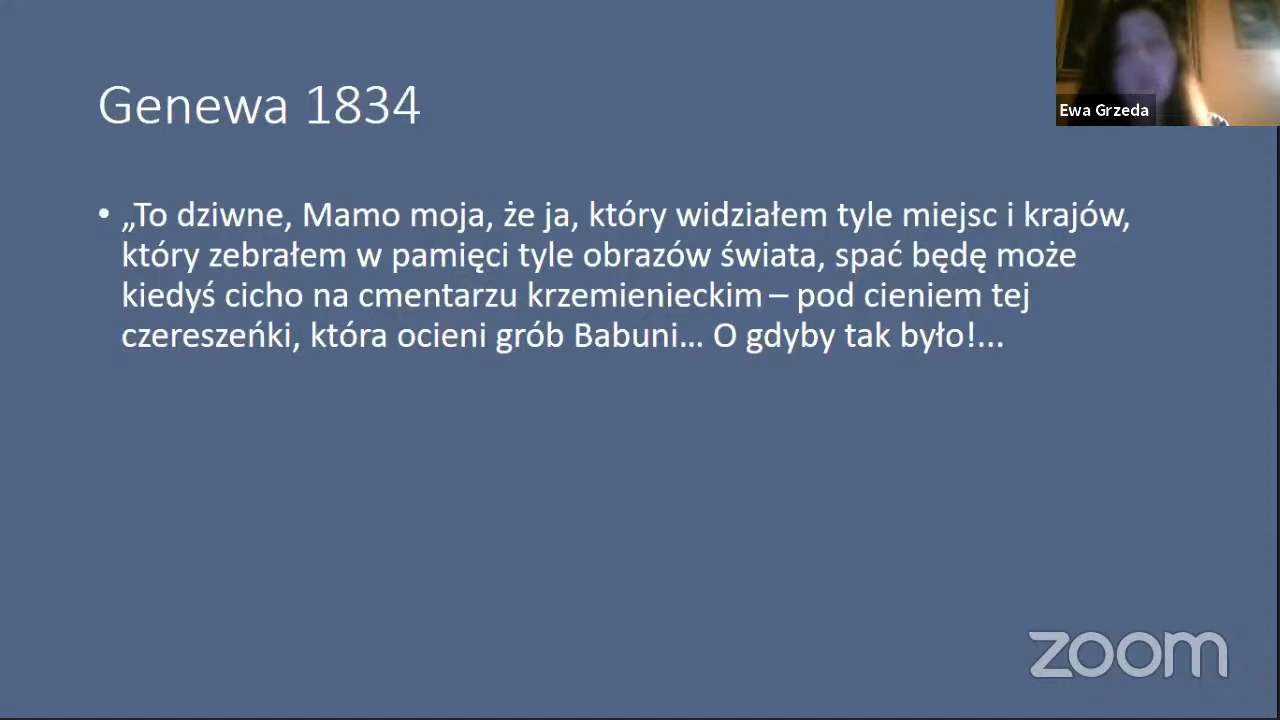 Genewa 1834
Ewa Grzeda
• „To dziwne, Mamo moja, że ja, który widziałem tyle miejsc i krajów,
który zebrałem w pamięci tyle obrazów świata, spać będę może
kiedyś cicho na cmentarzu krzemienieckim – pod cieniem tej
czereszeńki, która ocieni grób Babuni... O gdyby tak było!...
zoom